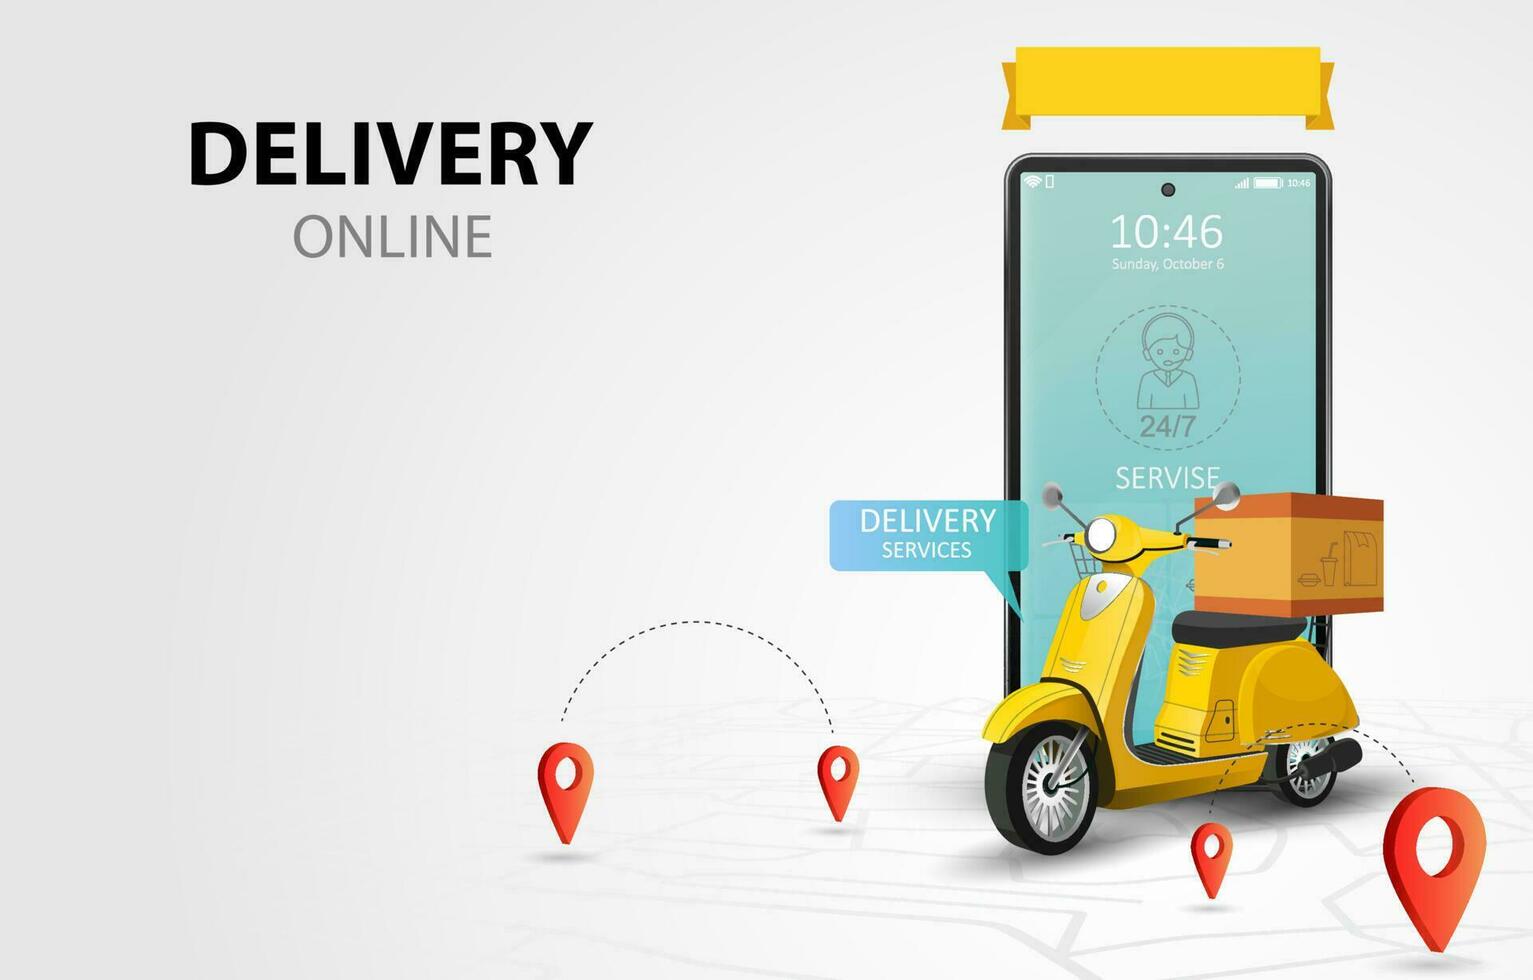 DELIVERY
ONLINE
10:46
10:46
Sunday, October 6
24/7
SERVISE
DELIVERY
SERVICES